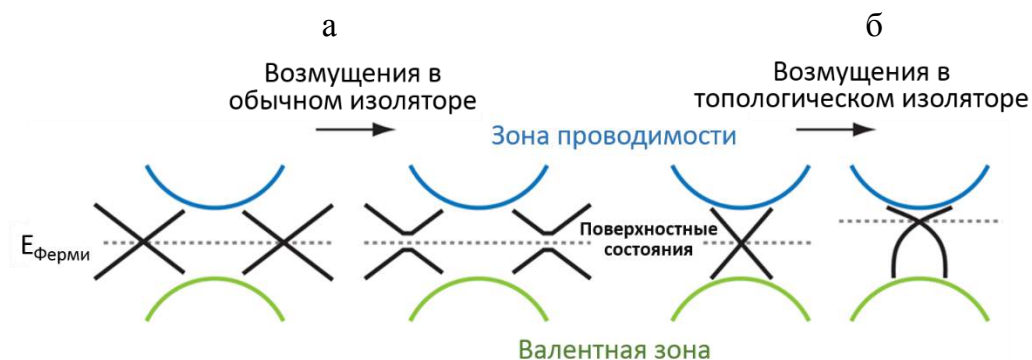 а
Возмущения в
обычном изоляторе
б
Возмущения в
топологическом изоляторе
Зона проводимости
EФерми
Поверхностные
состояния
Валентная зона